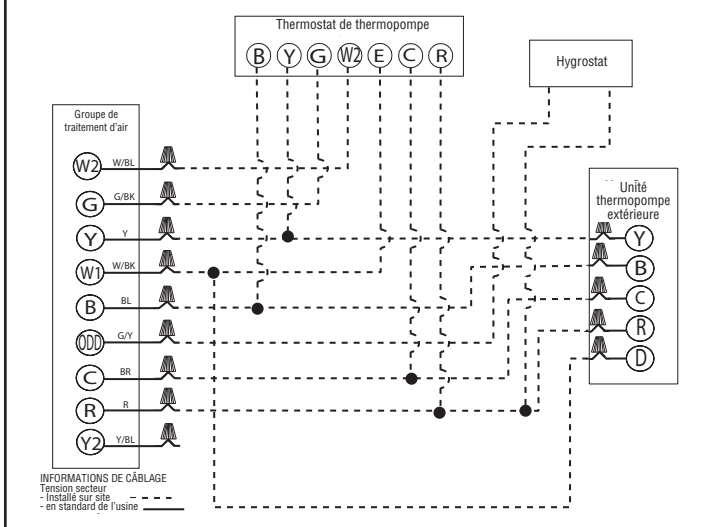 Thermostat de thermopompe
B Y G W2 E C R
Hygrostat
Groupe de
traitement d'air
W2 W/BL
G G/BK
Y Y
W1 W/BK
B BL
ODD G/Y
C BR
R R
Y2 Y/BL
Unité
thermopompe
extérieure
Y
B
C
R
D
INFORMATIONS DE CÂBLAGE
Tension secteur
- Installé sur site
- en standard de l'usine